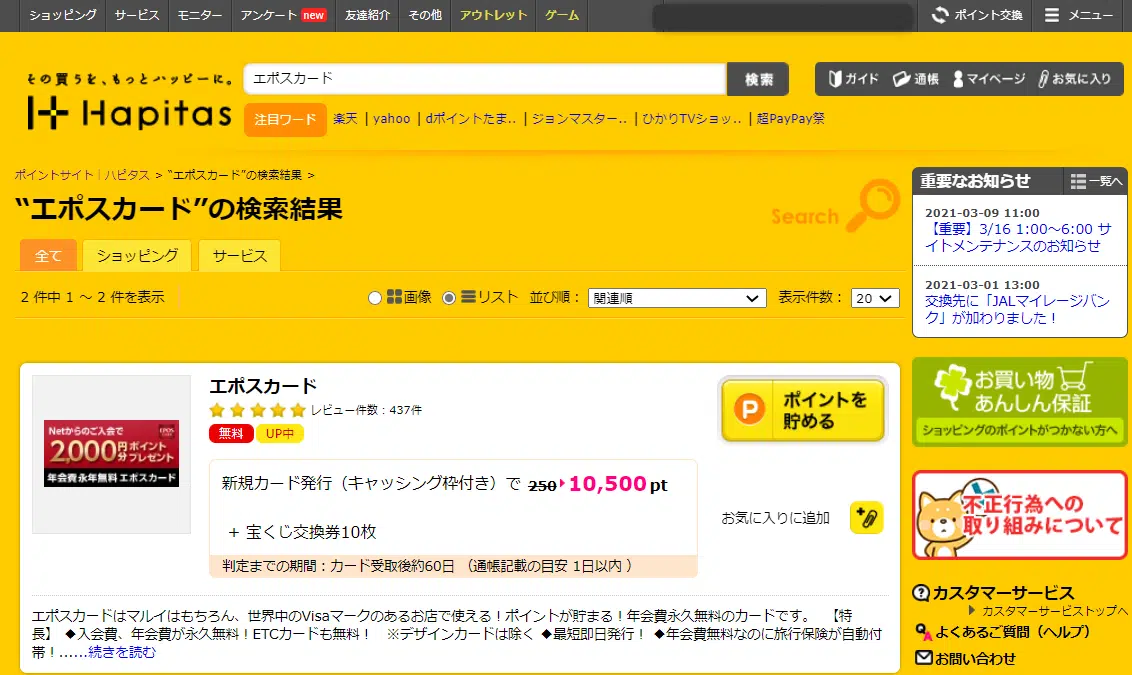 ショッピング サービス モニター アンケート new 友達紹介 その他 アウトレット ゲーム ポイント交換 メニュー
その買うを、もっとハッピーに。
Hapitas
エポスカード 検索
ガイド 通帳 マイページ お気に入り
注目ワード 楽天 | yahoo | dポイントたま.. | ジョンマスター.. | ひかりTVショッ.. | 超PayPay祭
ポイントサイト | ハピタス > “エポスカード”の検索結果 >
“エポスカード”の検索結果
Search
全て ショッピング サービス
2 件中 1 ～ 2 件を表示 画像 リスト 並び順： 関連順 表示件数： 20
エポスカード
レビュー件数：437件
無料 UP中
Netからのご入会で
EPOS
2,000円分ポイントプレゼント
年会費永年無料 エポスカード
新規カード発行（キャッシング枠付き）で 250 10,500 pt
+ 宝くじ交換券10枚
判定までの期間：カード受取後約60日 （通帳記載の目安 1日以内 ）
P ポイントを
貯める
お気に入りに追加
エポスカードはマルイはもちろん、世界中のVisaマークのあるお店で使える！ポイントが貯まる！年会費永久無料のカードです。 【特
長】 ◆入会費、年会費が永久無料！ETCカードも無料！ ※デザインカードは除く ◆最短即日発行！ ◆年会費無料なのに旅行保険が自動付
帯！……続きを読む
重要なお知らせ 一覧へ
2021-03-09 11:00
【重要】3/16 1:00～6:00 サ
イトメンテナンスのお知らせ
2021-03-01 13:00
交換先に「JALマイレージバン
ク」が加わりました！
お買い物
あんしん保証
ショッピングのポイントがつかない方へ
不正行為への
取り組みについて
カスタマーサービス
カスタマーサービストップへ
よくあるご質問（ヘルプ）
お問い合わせ